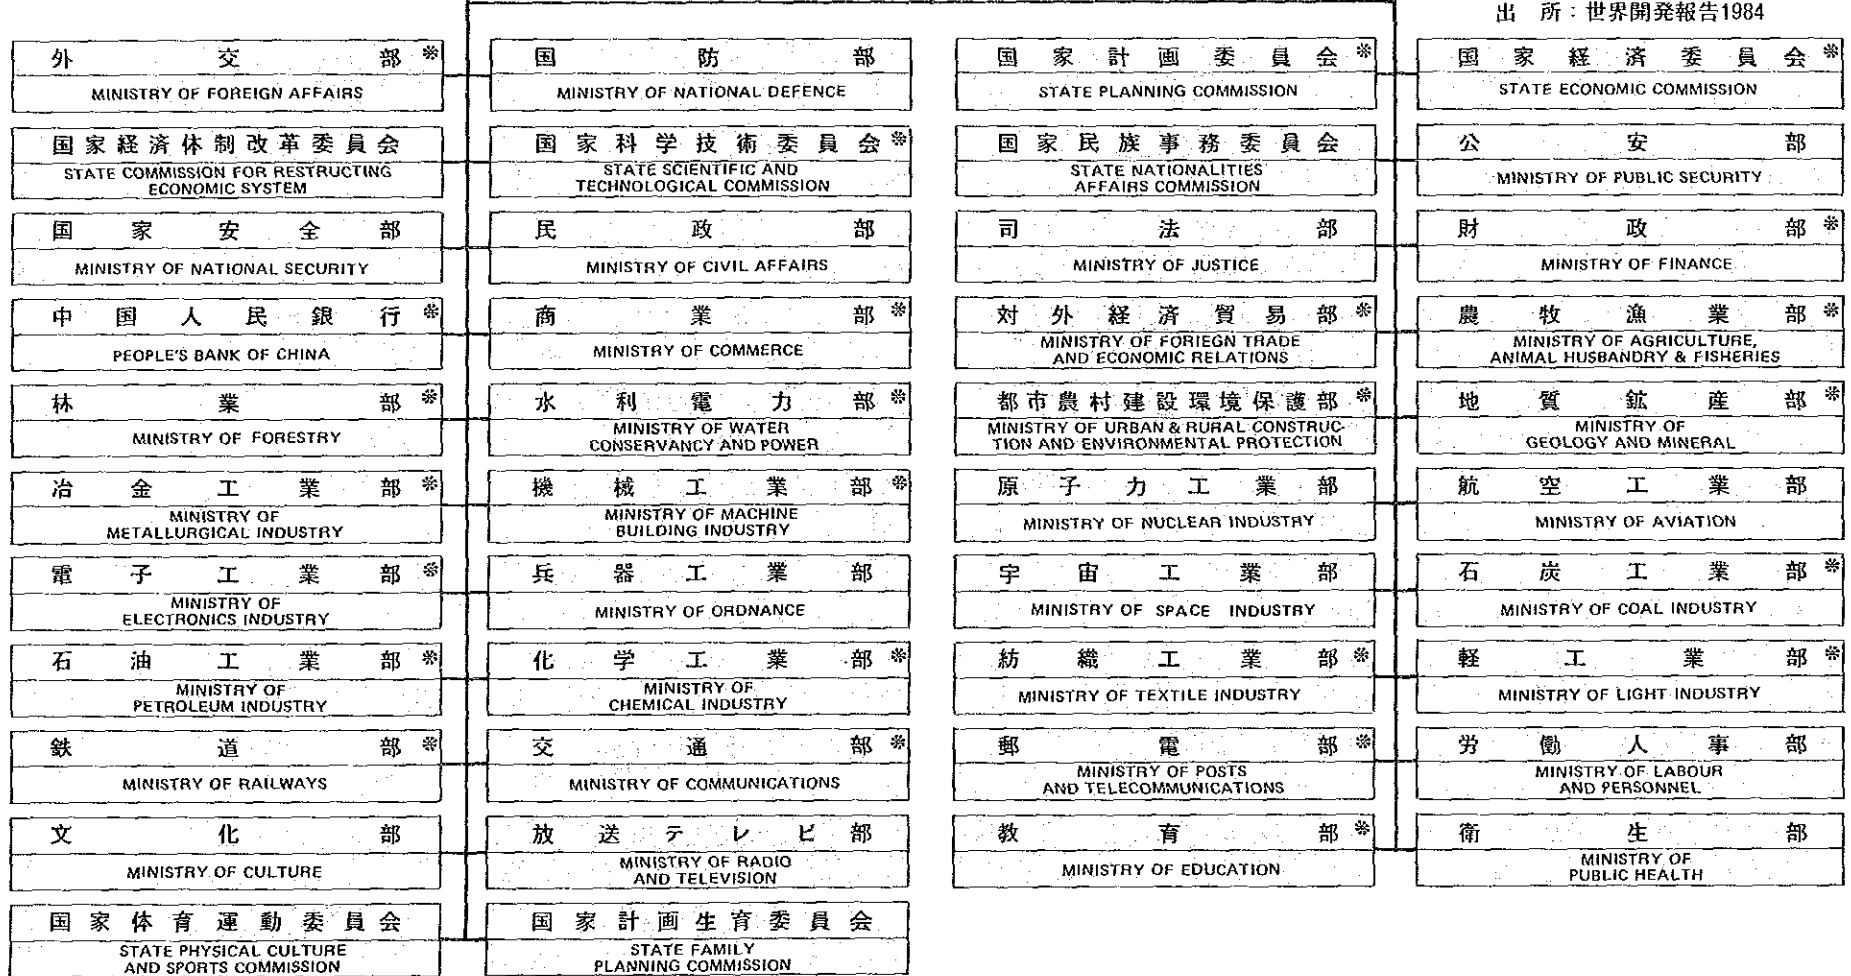 出 所：世界開発報告1984
外交部※
MINISTRY OF FOREIGN AFFAIRS
国防部
MINISTRY OF NATIONAL DEFENCE
国家計画委員会※
STATE PLANNING COMMISSION
国家経済委員会※
STATE ECONOMIC COMMISSION
国家経済体制改革委員会
STATE COMMISSION FOR RESTRUCTING
ECONOMIC SYSTEM
国家科学技術委員会※
STATE SCIENTIFIC AND
TECHNOLOGICAL COMMISSION
国家民族事務委員会
STATE NATIONALITIES
AFFAIRS COMMISSION
公安部
MINISTRY OF PUBLIC SECURITY
国家安全部
MINISTRY OF NATIONAL SECURITY
民政部
MINISTRY OF CIVIL AFFAIRS
司法部
MINISTRY OF JUSTICE
財政部※
MINISTRY OF FINANCE
中国人民銀行※
PEOPLE'S BANK OF CHINA
商業部※
MINISTRY OF COMMERCE
対外経済貿易部※
MINISTRY OF FORIEGN TRADE
AND ECONOMIC RELATIONS
農牧漁業部※
MINISTRY OF AGRICULTURE,
ANIMAL HUSBANDRY & FISHERIES
林業部※
MINISTRY OF FORESTRY
水利電力部※
MINISTRY OF WATER
CONSERVANCY AND POWER
都市農村建設環境保護部※
MINISTRY OF URBAN & RURAL CONSTRUC-
TION AND ENVIRONMENTAL PROTECTION
地質鉱産部※
MINISTRY OF
GEOLOGY AND MINERAL
冶金工業部※
MINISTRY OF
METALLURGICAL INDUSTRY
機械工業部※
MINISTRY OF MACHINE
BUILDING INDUSTRY
原子力工業部
MINISTRY OF NUCLEAR INDUSTRY
航空工業部
MINISTRY OF AVIATION
電子工業部※
MINISTRY OF
ELECTRONICS INDUSTRY
兵器工業部
MINISTRY OF ORDNANCE
宇宙工業部
MINISTRY OF SPACE INDUSTRY
石炭工業部※
MINISTRY OF COAL INDUSTRY
石油工業部※
MINISTRY OF
PETROLEUM INDUSTRY
化学工業部※
MINISTRY OF
CHEMICAL INDUSTRY
紡織工業部※
MINISTRY OF TEXTILE INDUSTRY
軽工業部※
MINISTRY OF LIGHT INDUSTRY
鉄道部※
MINISTRY OF RAILWAYS
交通部※
MINISTRY OF COMMUNICATIONS
郵電部※
MINISTRY OF POSTS
AND TELECOMMUNICATIONS
労働人事部
MINISTRY OF LABOUR
AND PERSONNEL
文化部
MINISTRY OF CULTURE
放送テレビ部
MINISTRY OF RADIO
AND TELEVISION
教育部※
MINISTRY OF EDUCATION
衛生部
MINISTRY OF
PUBLIC HEALTH
国家体育運動委員会
STATE PHYSICAL CULTURE
AND SPORTS COMMISSION
国家計画生育委員会
STATE FAMILY
PLANNING COMMISSION